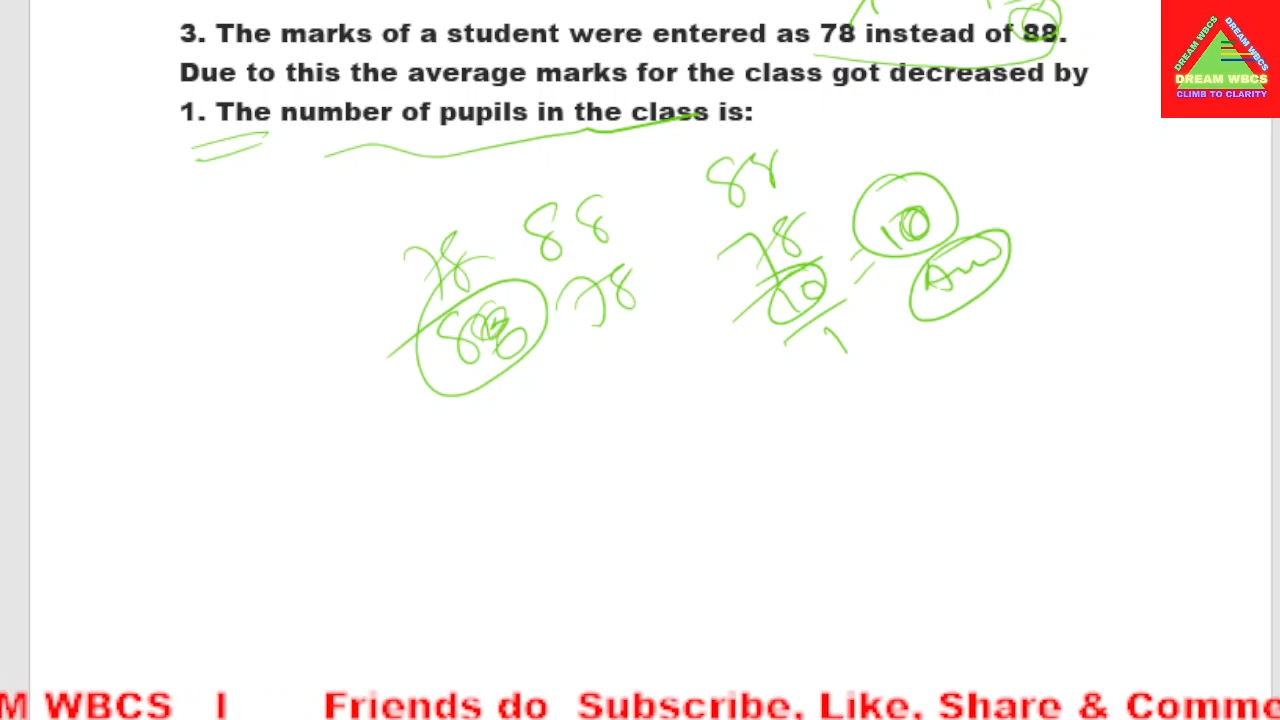 3. The marks of a student were entered as 78 instead of 88.
Due to this the average marks for the class got decreased by
1. The number of pupils in the class is:
DREAM WBCS
DREAM WBCS
DREAM WBCS
CLIMB TO CLARITY
88
78
10
1
= 10
Ans
78
88
78
M WBCS I Friends do Subscribe, Like, Share & Comme